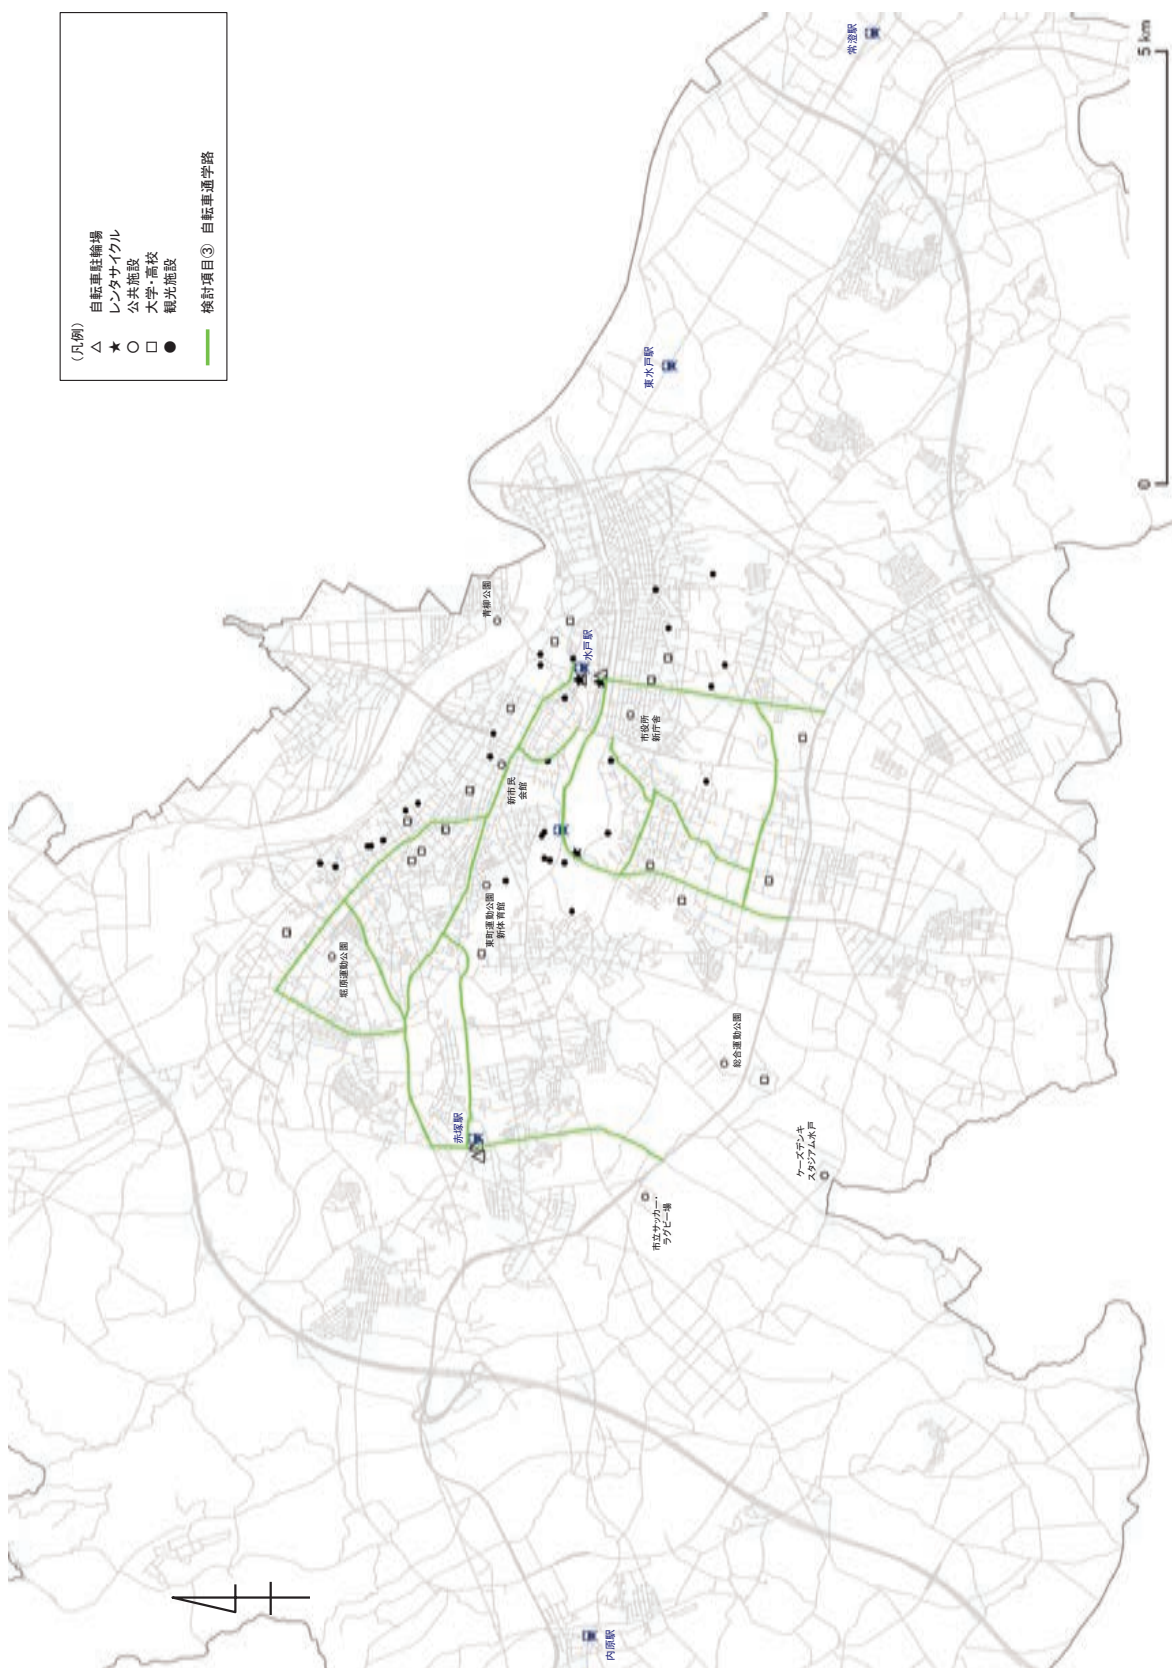 (凡例)
△ 自転車駐輪場
★ レンタサイクル
○ 公共施設
□ 大学・高校
● 観光施設
検討項目③ 自転車通学路
常澄駅
東水戸駅
青柳公園
水戸駅
市役所
新庁舎
新市民
会館
東町運動公園
新体育館
堀原運動公園
総合運動公園
赤塚駅
ケーズデンキ
スタジアム水戸
市立サッカー・
ラグビー場
内原駅
0
5 km